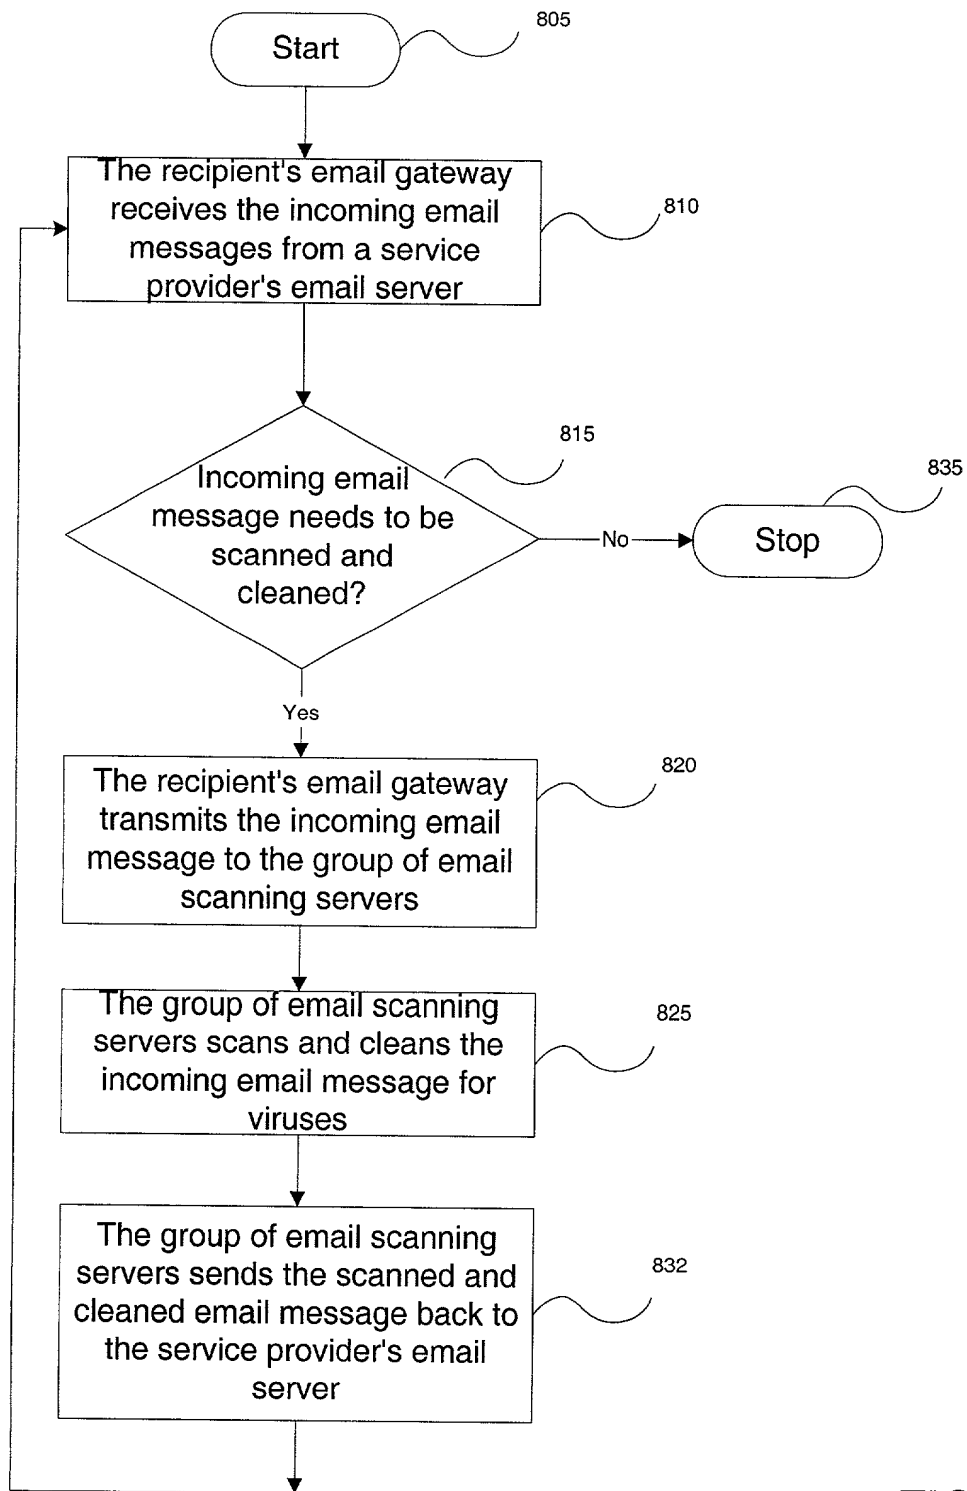 Start
805
The recipient's email gateway
receives the incoming email
messages from a service
provider's email server
810
815
Incoming email
message needs to be
scanned and
cleaned?
No
835
Stop
Yes
The recipient's email gateway
transmits the incoming email
message to the group of email
scanning servers
820
The group of email scanning
servers scans and cleans the
incoming email message for
viruses
825
The group of email scanning
servers sends the scanned and
cleaned email message back to
the service provider's email
server
832